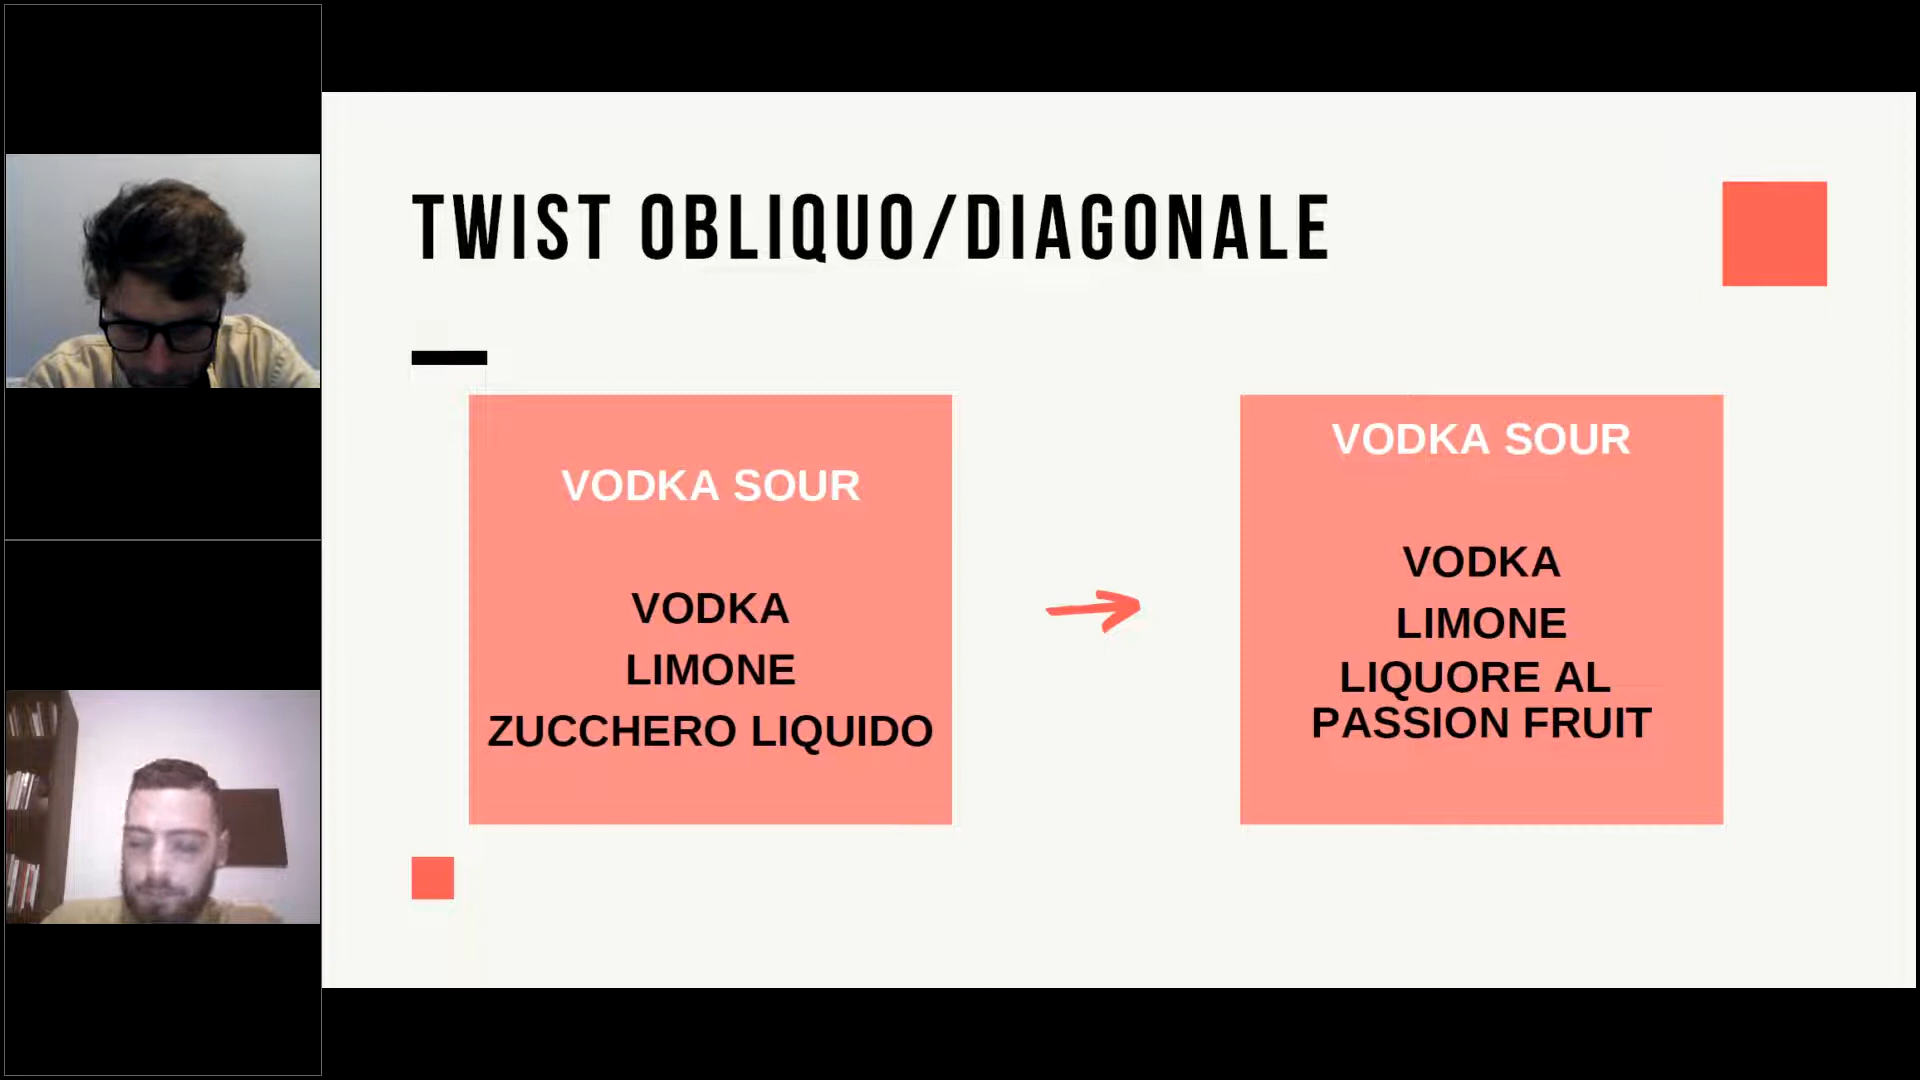 TWIST OBLIQUO/DIAGONALE
VODKA SOUR
VODKA
LIMONE
ZUCCHERO LIQUIDO
VODKA SOUR
VODKA
LIMONE
LIQUORE AL
PASSION FRUIT